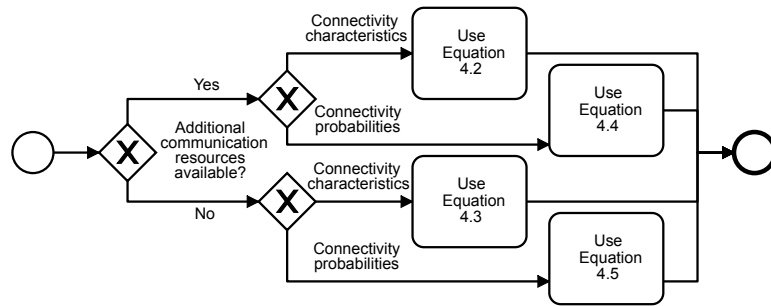 Connectivity
characteristics
Use
Equation
4.2
Yes
X
Connectivity
probabilities
Use
Equation
4.4
X
Additional
communication
resources
available?
Connectivity
characteristics
Use
Equation
4.3
No
X
Connectivity
probabilities
Use
Equation
4.5